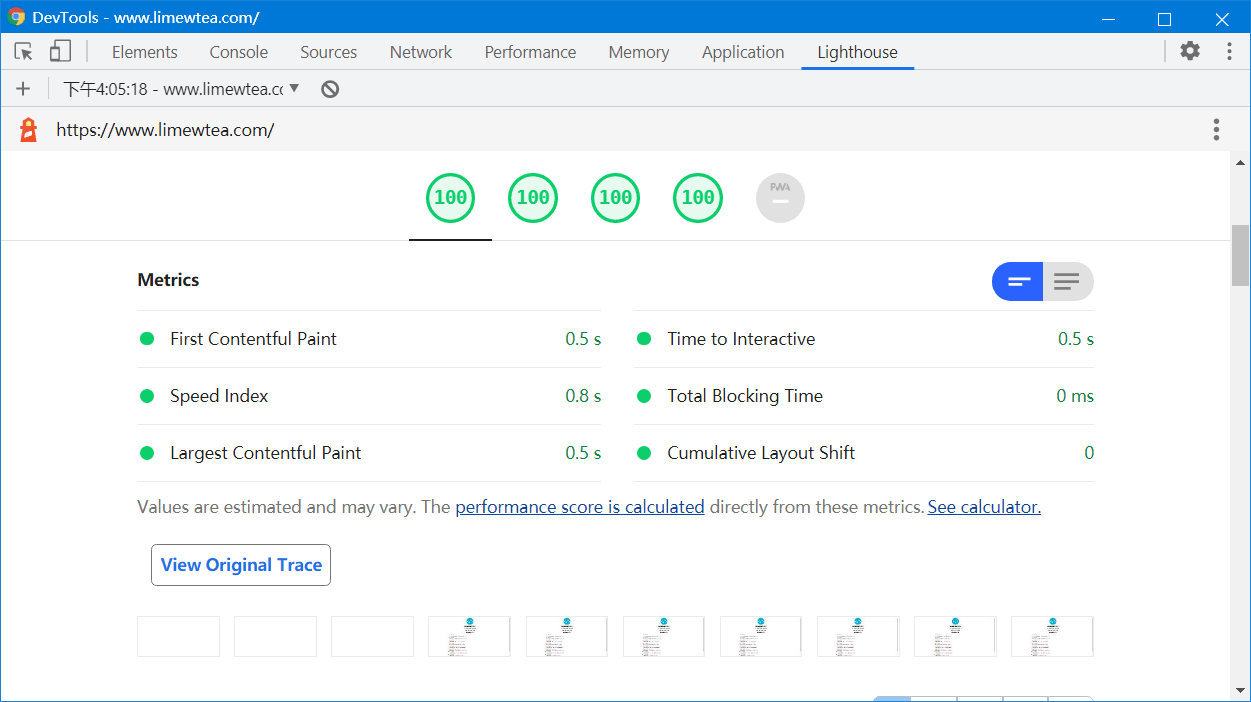 DevTools - www.limewtea.com/
Elements Console Sources Network Performance Memory Application Lighthouse
下午4:05:18 - www.limewtea.co
https://www.limewtea.com/
100 100 100 100 PWA
Metrics
First Contentful Paint 0.5 s
Time to Interactive 0.5 s
Speed Index 0.8 s
Total Blocking Time 0 ms
Largest Contentful Paint 0.5 s
Cumulative Layout Shift 0
Values are estimated and may vary. The performance score is calculated directly from these metrics. See calculator.
View Original Trace